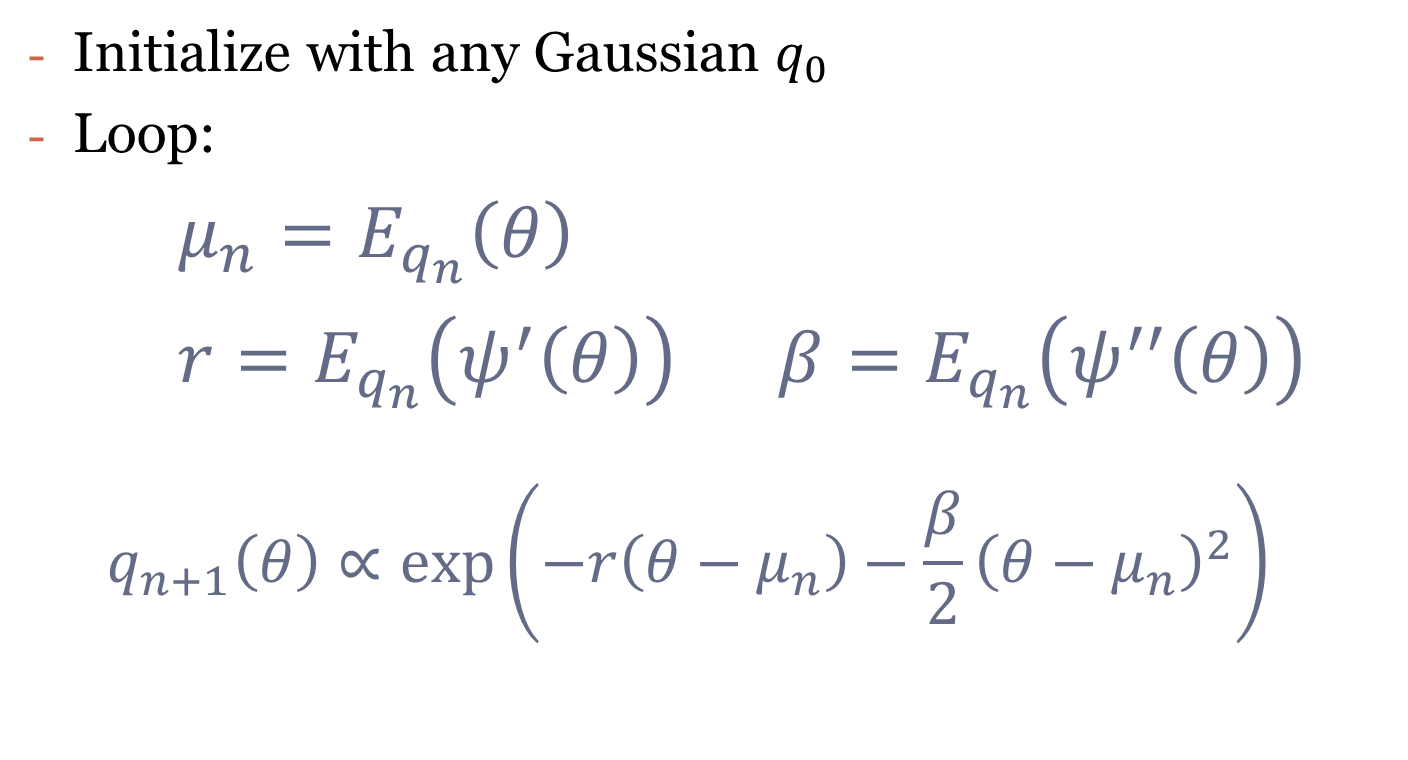 - Initialize with any Gaussian q₀
- Loop:
μₙ = E_{qₙ}(θ)
r = E_{qₙ}(ψ′(θ)) β = E_{qₙ}(ψ′′(θ))
qₙ₊₁(θ) ∝ exp(−r(θ − μₙ) − β/2 (θ − μₙ)²)